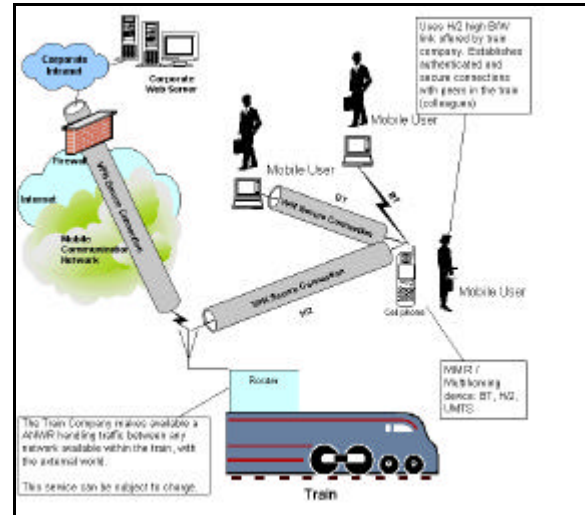 Corporate
Intranet
Corporate
Web Server
Uses H/2 high B/W
link offered by train
company. Establishes
authenticated and
secure connections
with peers in the train
(colleagues)
Mobile User
Mobile User
Firewall
Internet
VPN Secure Connection
BT
BT
VPN Secure Connection
Mobile
Communication
Network
VPN Secure Connection
H/2
Cell phone
Mobile User
Router
Multihoming
device: BT, H/2,
UMTS.
The Train Company makes available a
ANWR handling traffic between any
network available within the train, with
the external world.
This service can be subject to charge.
Train